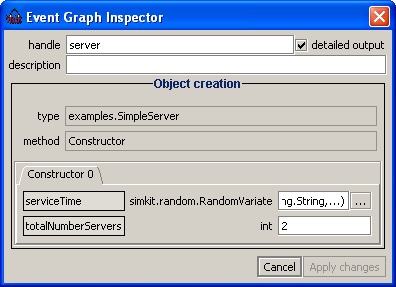 Event Graph Inspector
handle server detailed output
description
Object creation
type examples.SimpleServer
method Constructor
Constructor 0
serviceTime simkit.random.RandomVariate ng.String,...) ...
totalNumberServers int 2
Cancel Apply changes